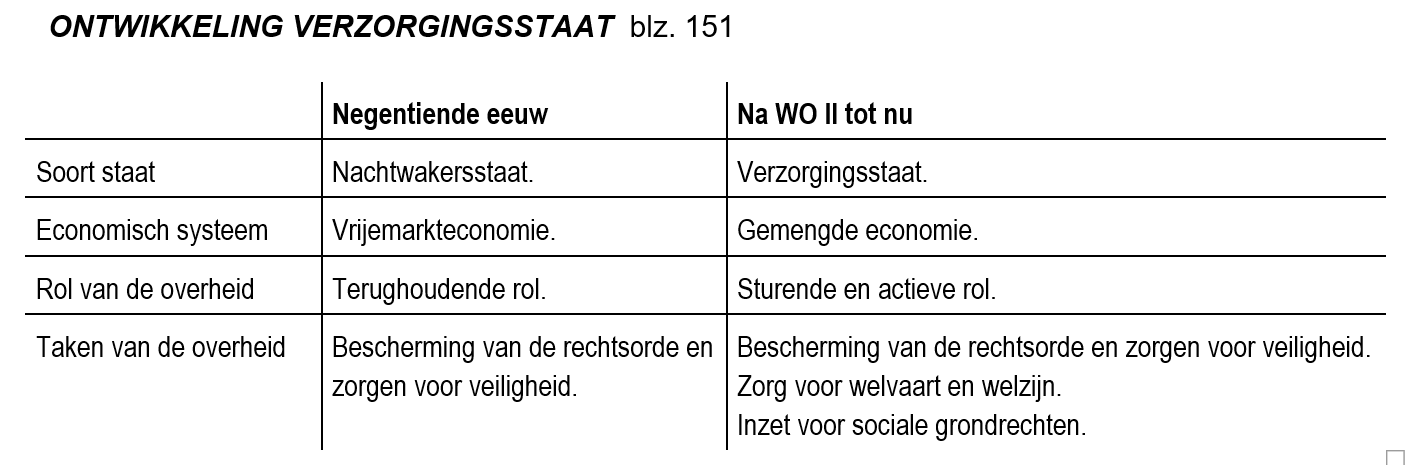 ONTWIKKELING VERZORGINGSSTAAT blz. 151
Negentiende eeuw Na WO II tot nu
Soort staat Nachtwakersstaat. Verzorgingsstaat.
Economisch systeem Vrijemarkteconomie. Gemengde economie.
Rol van de overheid Terughoudende rol. Sturende en actieve rol.
Taken van de overheid Bescherming van de rechtsorde en Bescherming van de rechtsorde en zorgen voor veiligheid.
zorgen voor veiligheid. Zorg voor welvaart en welzijn.
Inzet voor sociale grondrechten.